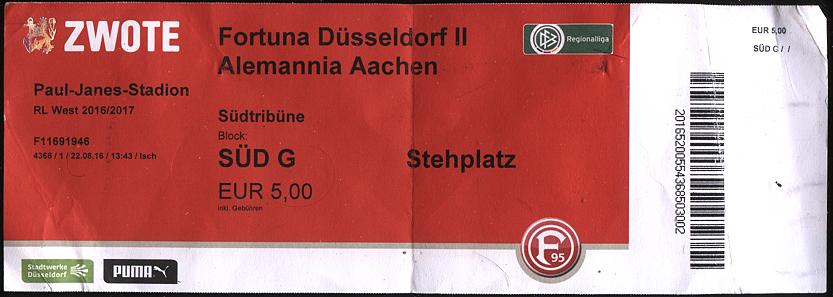 ZWOTE
Fortuna Düsseldorf II
Alemannia Aachen
DFB
Regionalliga
EUR 5,00
SÜD G / /
Paul-Janes-Stadion
RL West 2016/2017
Südtribüne
Block:
F11691946
4368 / 1 / 22.08.16 / 13:43 / lsch
SÜD G
Stehplatz
EUR 5,00
inkl. Gebühren
20165200554368503002
F 95
Stadtwerke
Düsseldorf
PUMA